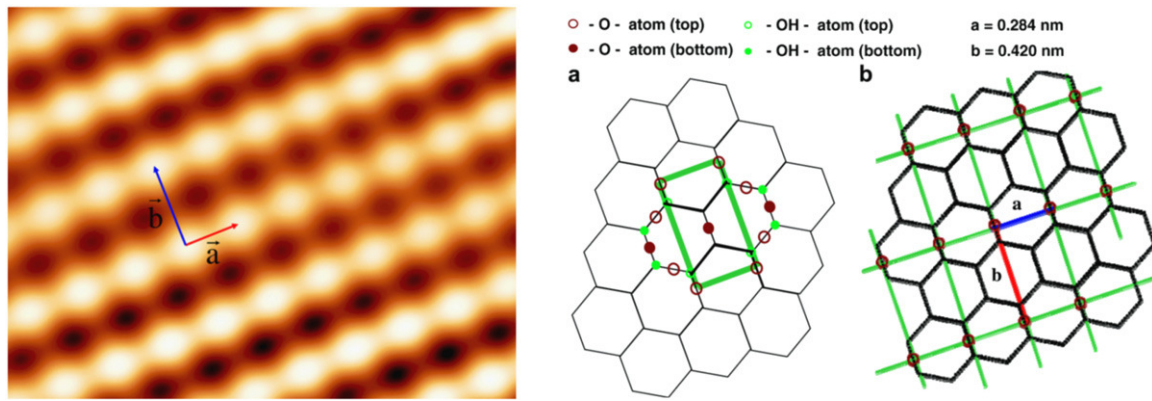 b
a
- O - atom (top) - OH - atom (top) a = 0.284 nm
- O - atom (bottom) - OH - atom (bottom) b = 0.420 nm
a b
a
b